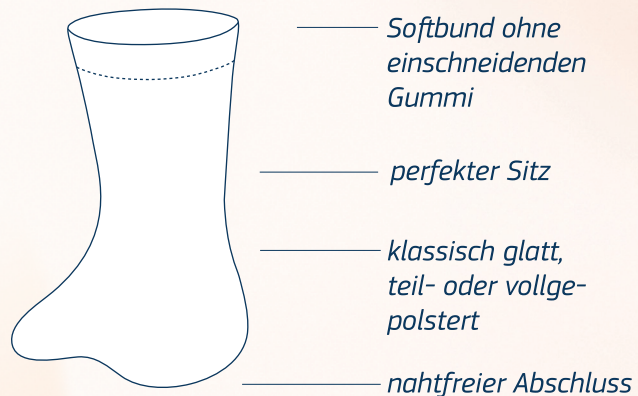 Softbund ohne
einschneidenden
Gummi
perfekter Sitz
klassisch glatt,
teil- oder vollge-
polstert
nahtfreier Abschluss